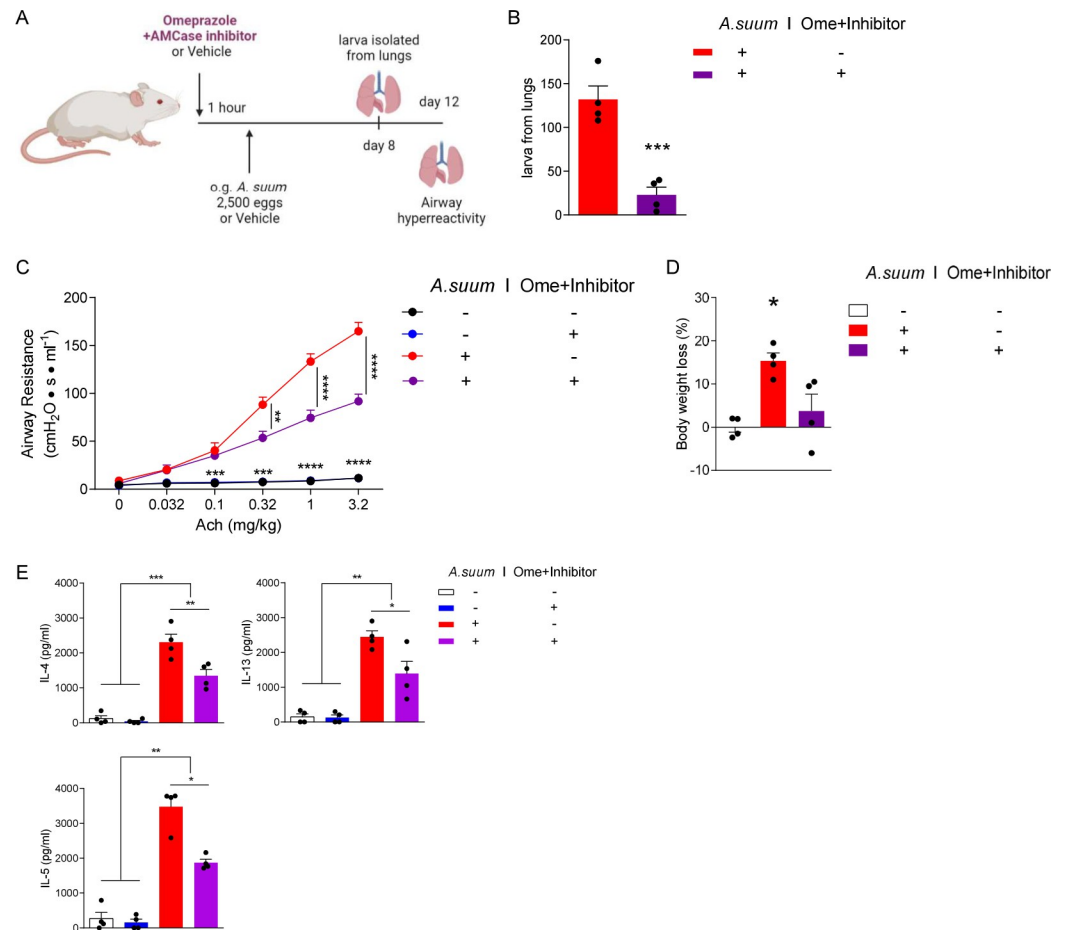 A
Omeprazole
+AMCase inhibitor
or Vehicle
1 hour
larva isolated
from lungs
day 12
day 8
o.g. A. suum
2,500 eggs
or Vehicle
Airway
hyperreactivity
B
A.suum I Ome+Inhibitor
+ -
+ +
larva from lungs
200
150
100
50
0
***
C
A.suum I Ome+Inhibitor
- -
- +
+ -
+ +
Airway Resistance
(cmH2O ● s ● ml-1)
200
150
100
50
0
**
****
****
*** *** **** ****
0 0.032 0.1 0.32 1 3.2
Ach (mg/kg)
D
A.suum I Ome+Inhibitor
- -
+ -
+ +
Body weight loss (%)
30
20
10
0
-10
*
E
A.suum I Ome+Inhibitor
- -
- +
+ -
+ +
IL-4 (pg/ml)
4000
3000
2000
1000
0
***
**
IL-13 (pg/ml)
4000
3000
2000
1000
0
**
*
IL-5 (pg/ml)
4000
3000
2000
1000
0
**
*